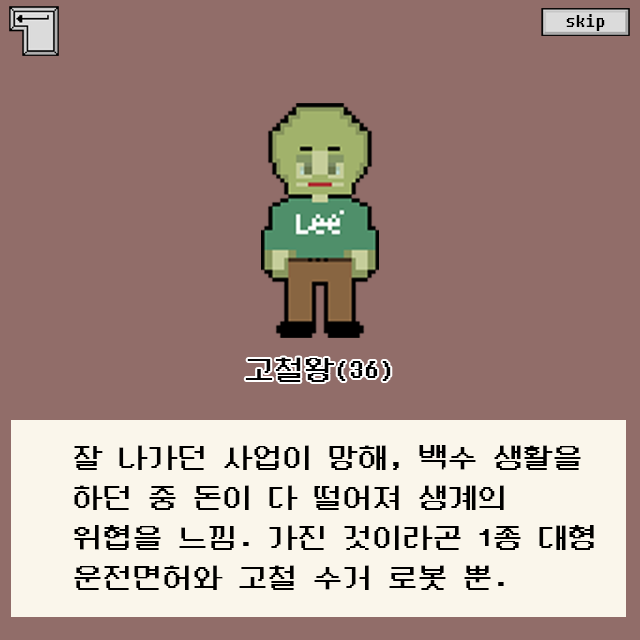 skip
Lee
고철왕(36)
잘 나가던 사업이 망해, 백수 생활을
하던 중 돈이 다 떨어져 생계의
위협을 느낌. 가진 것이라곤 1종 대형
운전면허와 고철 수거 로봇 뿐.